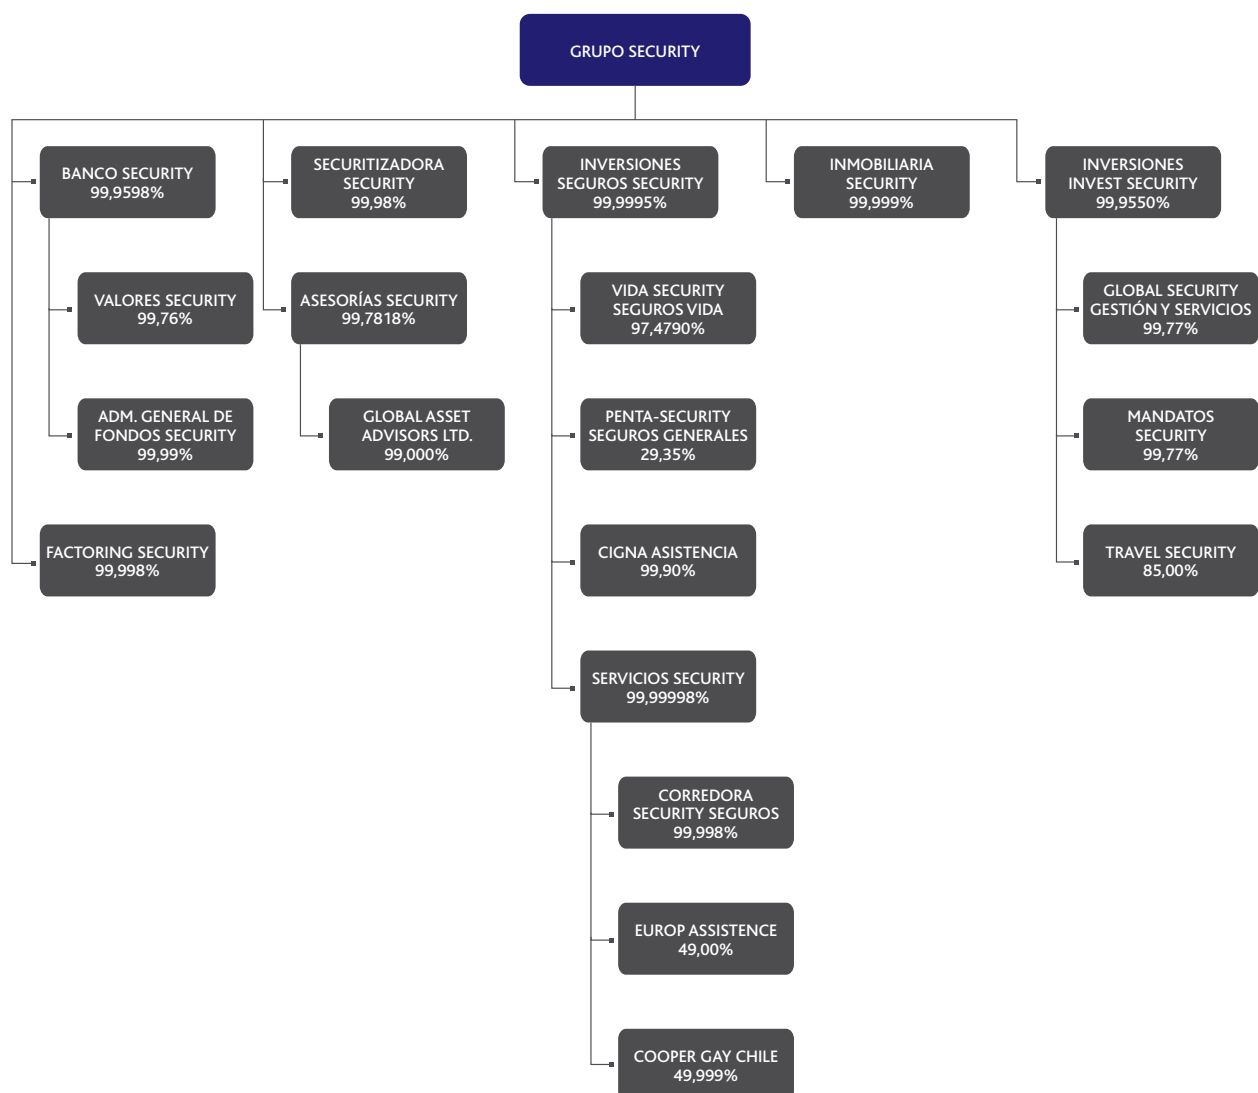 GRUPO SECURITY
BANCO SECURITY
99,9598%
SECURITIZADORA
SECURITY
99,98%
INVERSIONES
SEGUROS SECURITY
99,9995%
INMOBILIARIA
SECURITY
99,999%
INVERSIONES
INVEST SECURITY
99,9550%
VALORES SECURITY
99,76%
ASESORÍAS SECURITY
99,7818%
VIDA SECURITY
SEGUROS VIDA
97,4790%
GLOBAL SECURITY
GESTIÓN Y SERVICIOS
99,77%
ADM. GENERAL DE
FONDOS SECURITY
99,99%
GLOBAL ASSET
ADVISORS LTD.
99,000%
PENTA-SECURITY
SEGUROS GENERALES
29,35%
MANDATOS
SECURITY
99,77%
FACTORING SECURITY
99,998%
CIGNA ASISTENCIA
99,90%
TRAVEL SECURITY
85,00%
SERVICIOS SECURITY
99,99998%
CORREDORA
SECURITY SEGUROS
99,998%
EUROP ASSISTENCE
49,00%
COOPER GAY CHILE
49,999%